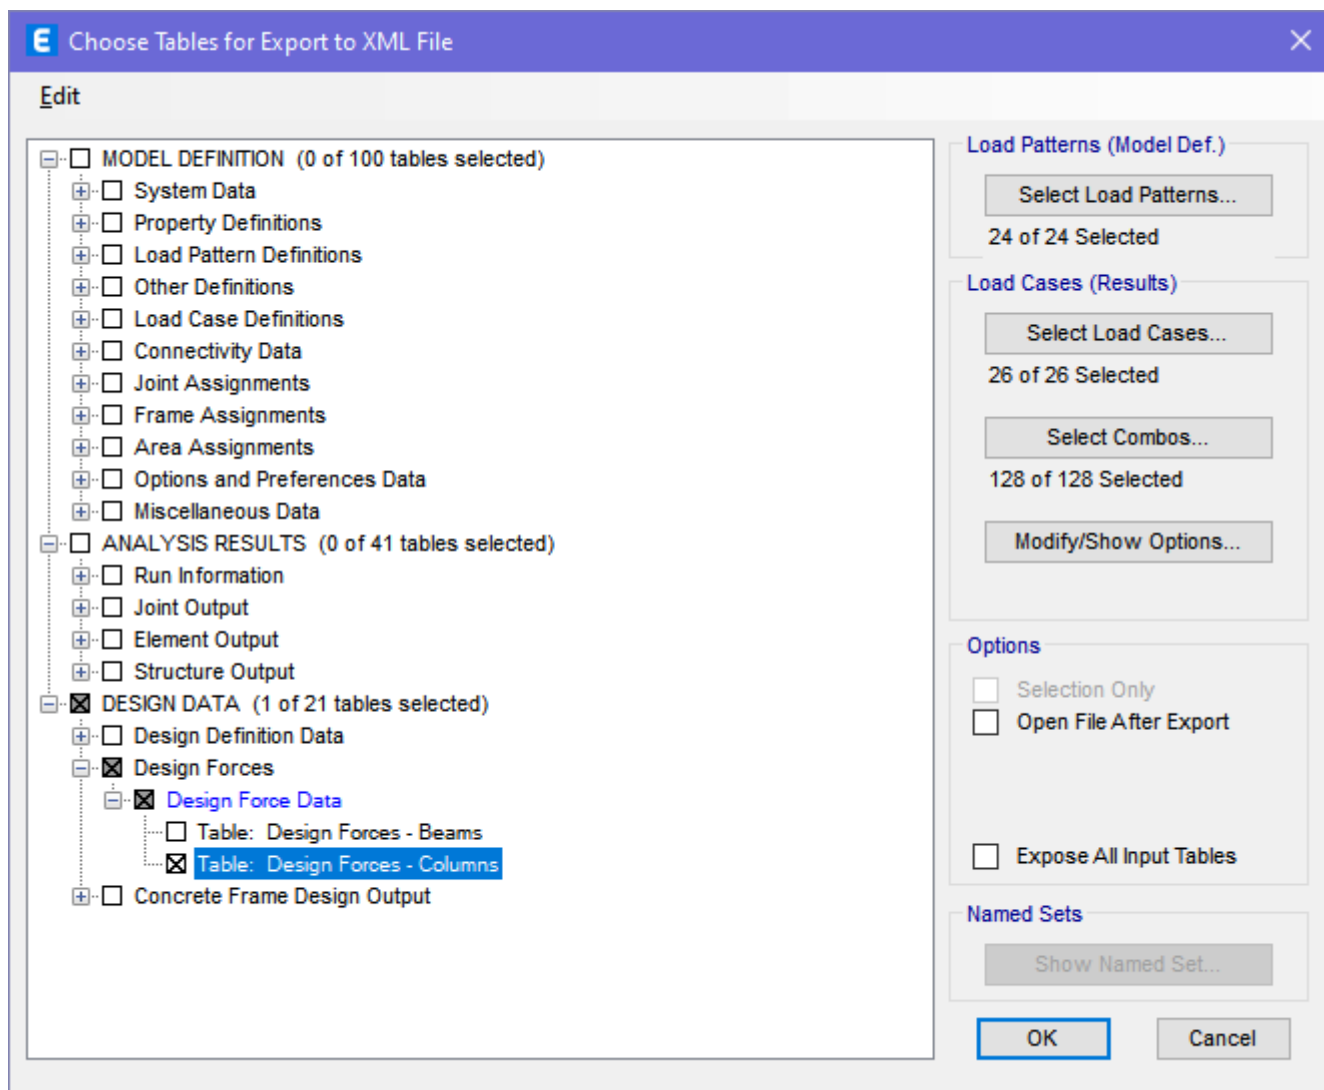 E Choose Tables for Export to XML File
Edit
MODEL DEFINITION (0 of 100 tables selected)
System Data
Property Definitions
Load Pattern Definitions
Other Definitions
Load Case Definitions
Connectivity Data
Joint Assignments
Frame Assignments
Area Assignments
Options and Preferences Data
Miscellaneous Data
ANALYSIS RESULTS (0 of 41 tables selected)
Run Information
Joint Output
Element Output
Structure Output
DESIGN DATA (1 of 21 tables selected)
Design Definition Data
Design Forces
Design Force Data
Table: Design Forces - Beams
Table: Design Forces - Columns
Concrete Frame Design Output
Load Patterns (Model Def.)
Select Load Patterns...
24 of 24 Selected
Load Cases (Results)
Select Load Cases...
26 of 26 Selected
Select Combos...
128 of 128 Selected
Modify/Show Options...
Options
Selection Only
Open File After Export
Expose All Input Tables
Named Sets
Show Named Set...
OK
Cancel